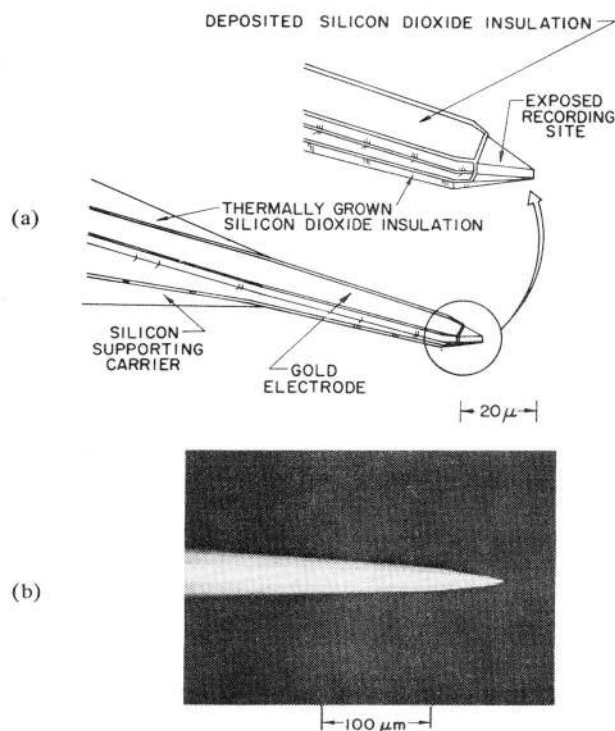 DEPOSITED SILICON DIOXIDE INSULATION
EXPOSED
RECORDING
SITE
(a)
THERMALLY GROWN
SILICON DIOXIDE INSULATION
SILICON
SUPPORTING
CARRIER
GOLD
ELECTRODE
20 μ
(b)
100 μm